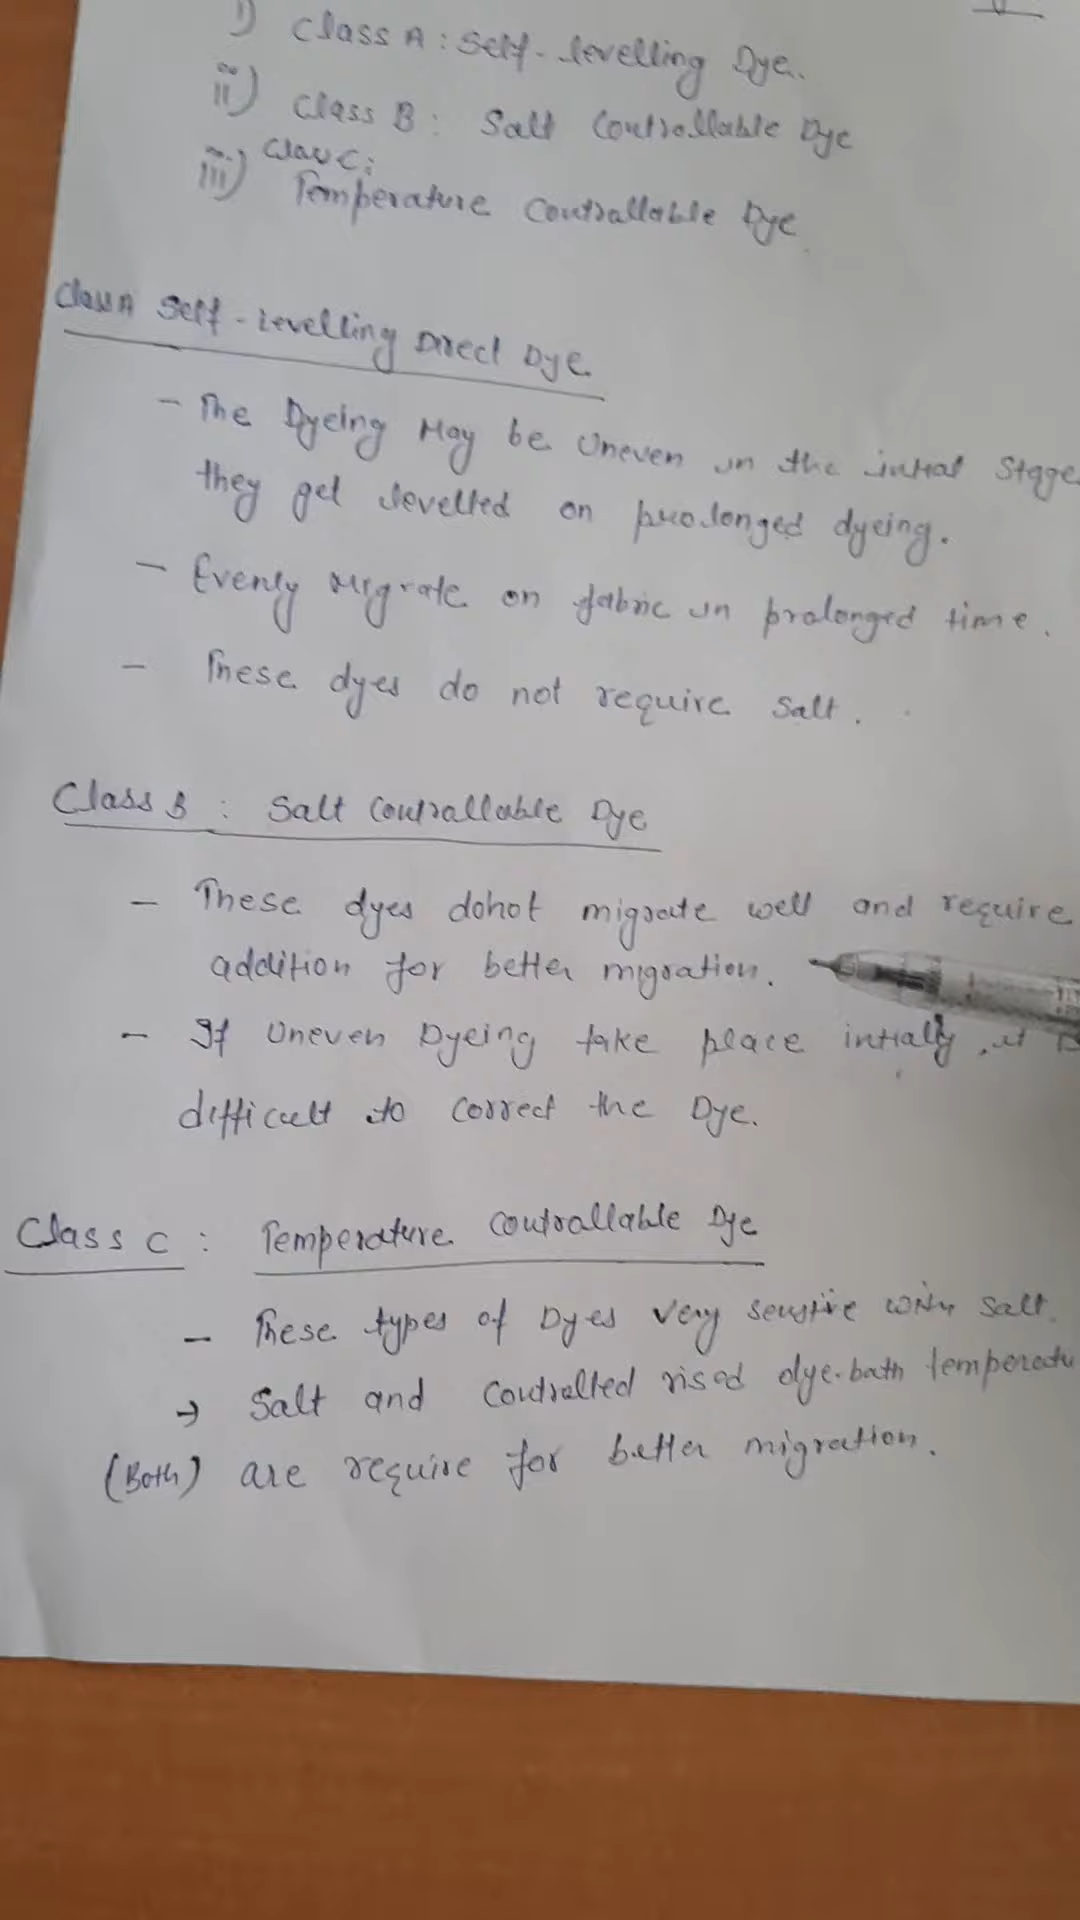 i) Class A : Self-levelling Dye.
ii) Class B : Salt Controllable Dye
Class C:
iii) Temperature Controllable Dye
Class A Self-Levelling Direct Dye.
- The Dyeing May be Uneven in the initial Stage
they get levelled on prolonged dyeing.
- Evenly Migrate on fabric in prolonged time.
- These dyes do not require Salt.
Class B : Salt Controllable Dye
- These dyes donot migrate well and require
addition for better migration.
- If Uneven Dyeing take place intialy, it
difficult to correct the Dye.
Class C : Temperature Controllable Dye
- These types of Dyes very senstive with salt.
→ Salt and Controlled rised dye-bath temperatu
(Both) are require for better migration.